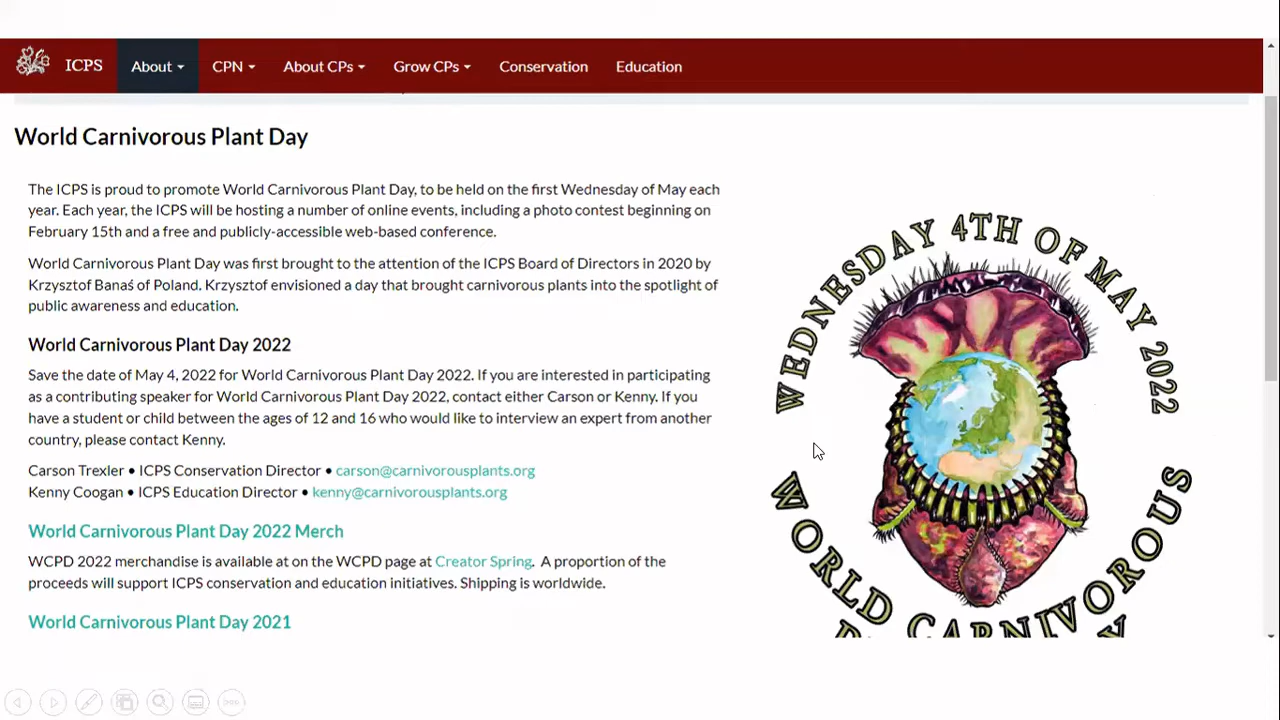 ICPS About CPN About CPs Grow CPs Conservation Education
World Carnivorous Plant Day
The ICPS is proud to promote World Carnivorous Plant Day, to be held on the first Wednesday of May each
year. Each year, the ICPS will be hosting a number of online events, including a photo contest beginning on
February 15th and a free and publicly-accessible web-based conference.
World Carnivorous Plant Day was first brought to the attention of the ICPS Board of Directors in 2020 by
Krzysztof Banaś of Poland. Krzysztof envisioned a day that brought carnivorous plants into the spotlight of
public awareness and education.
World Carnivorous Plant Day 2022
Save the date of May 4, 2022 for World Carnivorous Plant Day 2022. If you are interested in participating
as a contributing speaker for World Carnivorous Plant Day 2022, contact either Carson or Kenny. If you
have a student or child between the ages of 12 and 16 who would like to interview an expert from another
country, please contact Kenny.
Carson Trexler • ICPS Conservation Director • carson@carnivorousplants.org
Kenny Coogan • ICPS Education Director • kenny@carnivorousplants.org
World Carnivorous Plant Day 2022 Merch
WCPD 2022 merchandise is available at on the WCPD page at Creator Spring. A proportion of the
proceeds will support ICPS conservation and education initiatives. Shipping is worldwide.
World Carnivorous Plant Day 2021
WEDNESDAY 4TH OF MAY 2022
WORLD CARNIVOROUS